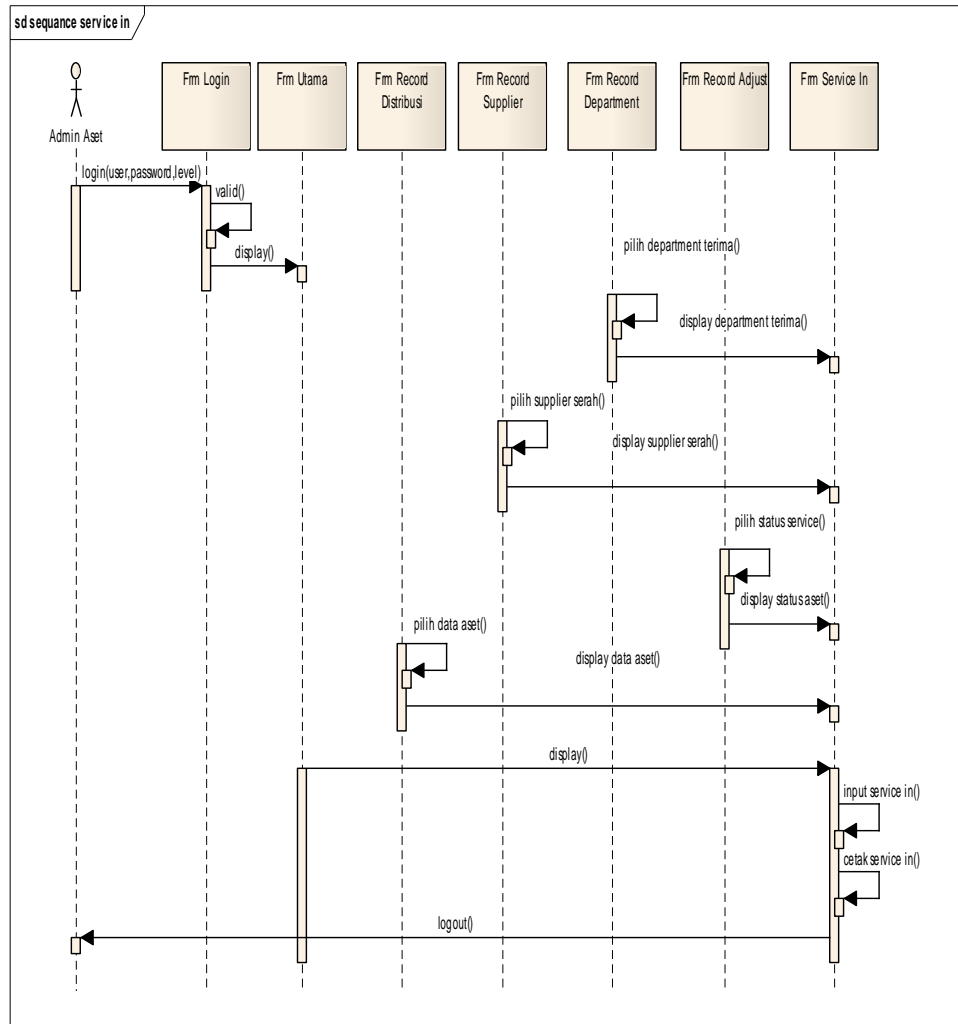 sd sequance service in
Admin Aset
Frm Login
Frm Utama
Frm Record
Distribusi
Frm Record
Supplier
Frm Record
Department
Frm Record Adjust
Frm Service In
login(user,password,level)
valid()
display()
pilih department terima()
display department terima()
pilih supplier serah()
display supplier serah()
pilih status service()
display status aset()
pilih data aset()
display data aset()
display()
input service in()
cetak service in()
logout()